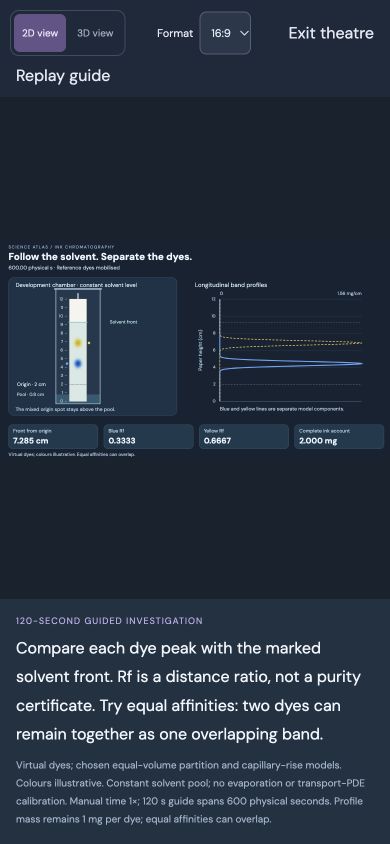 2D view 3D view Format 16:9 Exit theatre
Replay guide
SCIENCE ATLAS / INK CHROMATOGRAPHY
Follow the solvent. Separate the dyes.
600.00 physical s · Reference dyes mobilised
Development chamber · constant solvent level
Solvent front
Origin · 2 cm
Pool · 0.8 cm
The mixed origin spot stays above the pool.
Longitudinal band profiles
0 1.56 mg/cm
Paper height (cm)
Blue and yellow lines are separate model components.
Front from origin
7.285 cm
Blue Rf
0.3333
Yellow Rf
0.6667
Complete ink account
2.000 mg
Virtual dyes; colours illustrative. Equal affinities can overlap.
120-SECOND GUIDED INVESTIGATION
Compare each dye peak with the marked
solvent front. Rf is a distance ratio, not a purity
certificate. Try equal affinities: two dyes can
remain together as one overlapping band.
Virtual dyes; chosen equal-volume partition and capillary-rise models.
Colours illustrative. Constant solvent pool; no evaporation or transport-PDE
calibration. Manual time 1×; 120 s guide spans 600 physical seconds. Profile
mass remains 1 mg per dye; equal affinities can overlap.